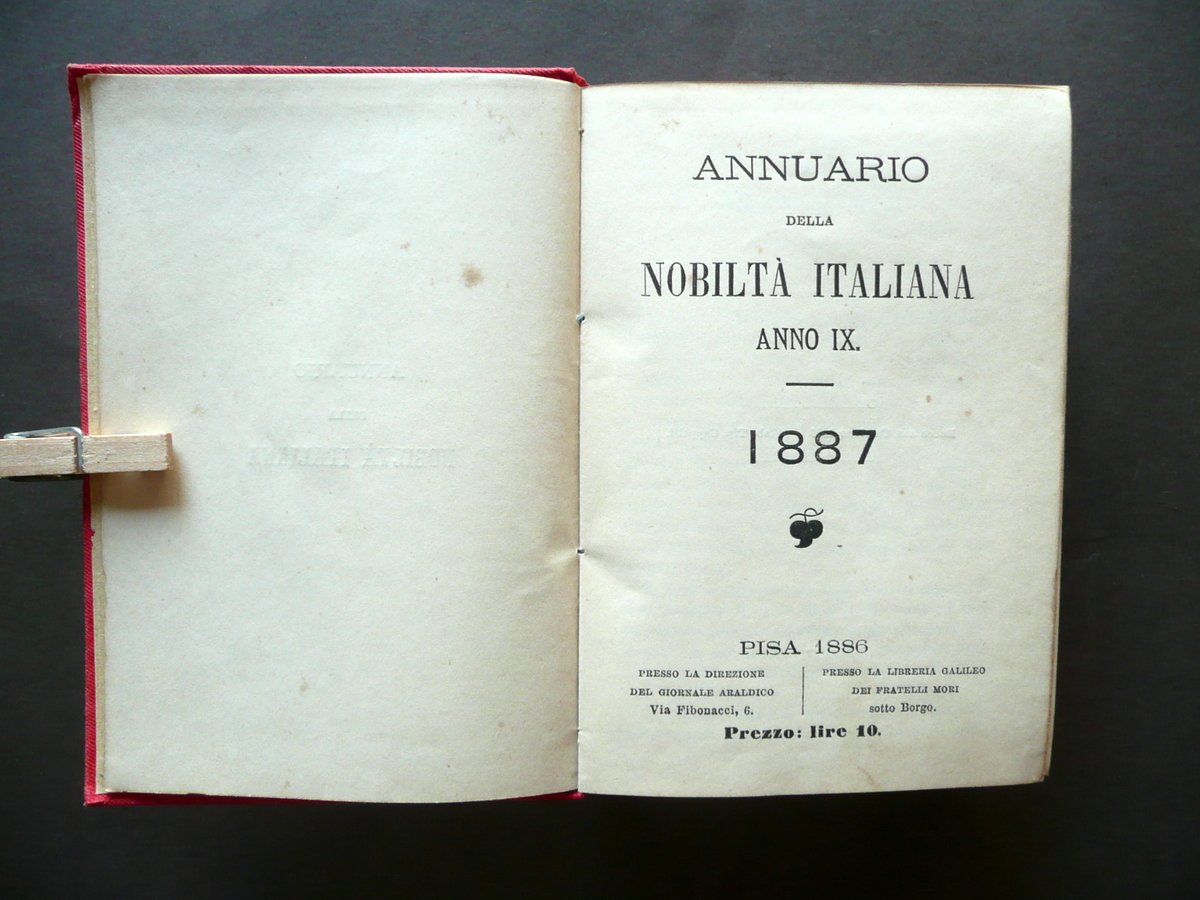 ANNUARIO
DELLA
NOBILTÀ ITALIANA
ANNO IX.
1887
PISA 1886
PRESSO LA DIREZIONE
DEL GIORNALE ARALDICO
Via Fibonacci, 6.
PRESSO LA LIBRERIA GALILEO
DEI FRATELLI MORI
sotto Borgo.
Prezzo: lire 10.